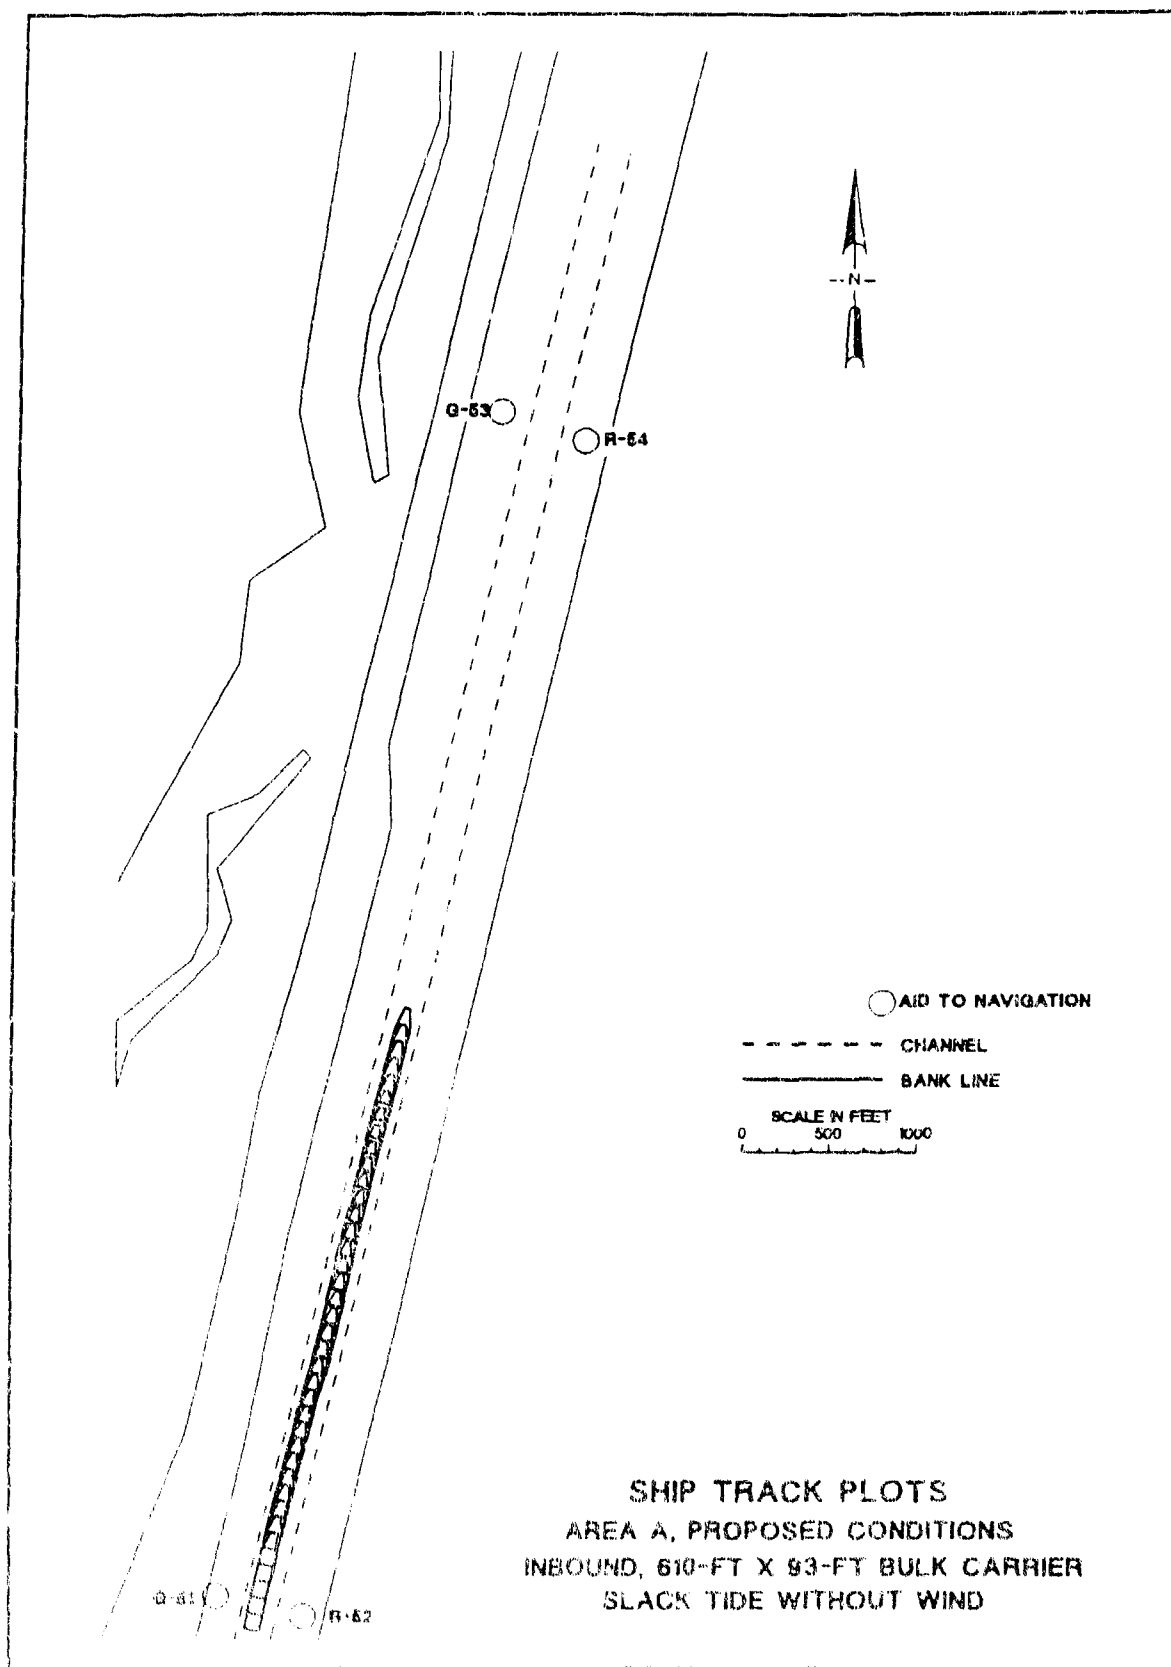 N
G-53
R-54
AID TO NAVIGATION
CHANNEL
BANK LINE
SCALE IN FEET
0 500 1000
G-51
R-52
SHIP TRACK PLOTS
AREA A, PROPOSED CONDITIONS
INBOUND, 610-FT X 93-FT BULK CARRIER
SLACK TIDE WITHOUT WIND